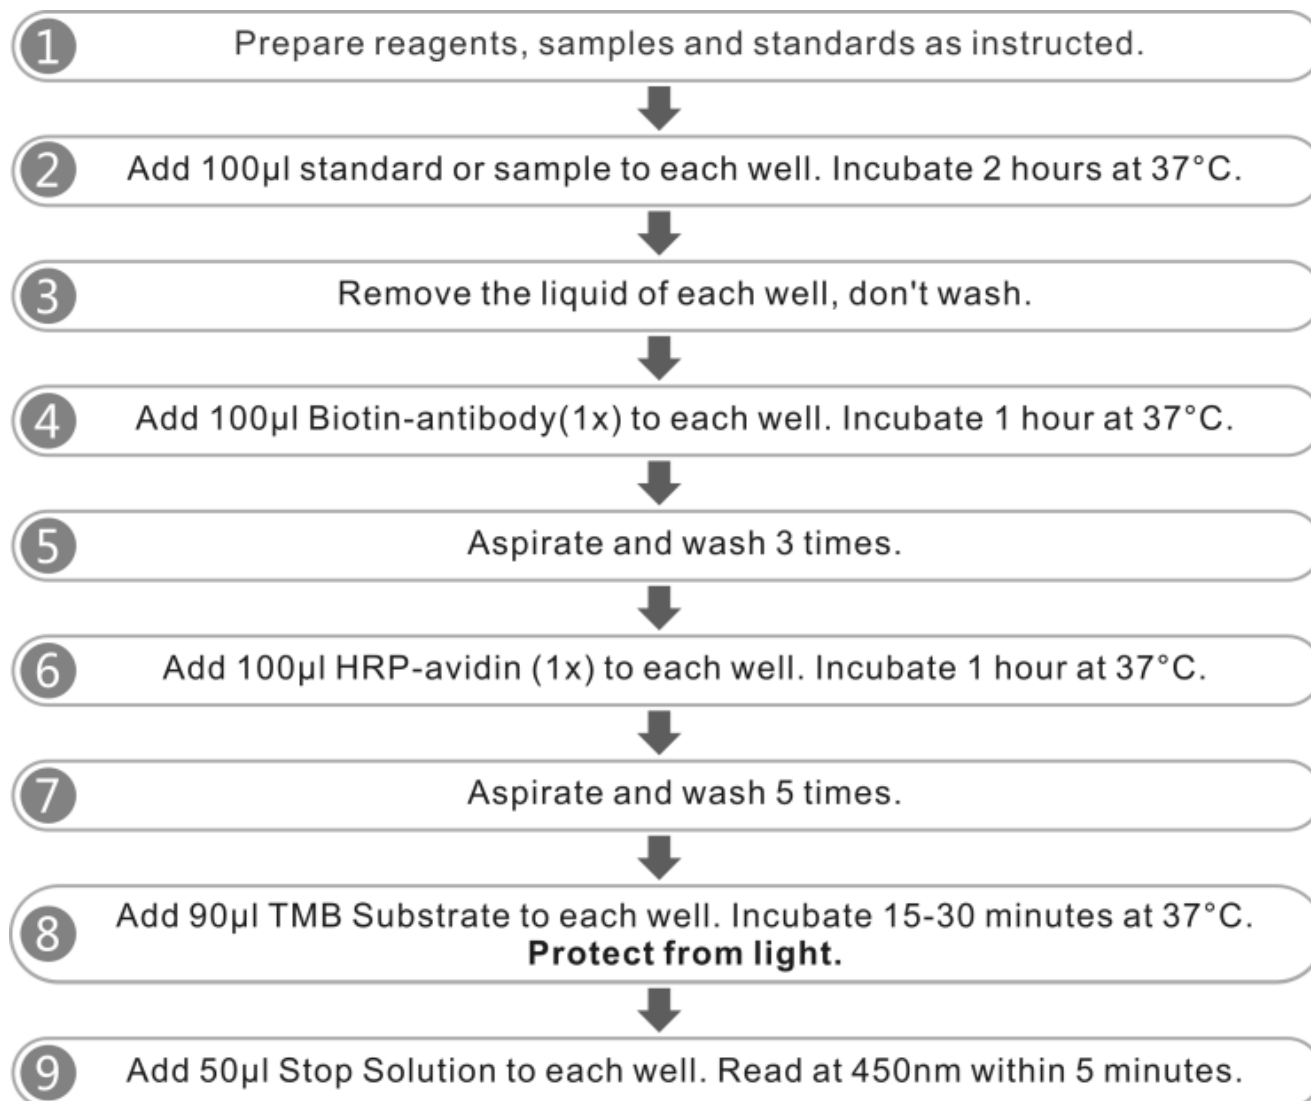 1 Prepare reagents, samples and standards as instructed.
2 Add 100µl standard or sample to each well. Incubate 2 hours at 37°C.
3 Remove the liquid of each well, don't wash.
4 Add 100µl Biotin-antibody(1x) to each well. Incubate 1 hour at 37°C.
5 Aspirate and wash 3 times.
6 Add 100µl HRP-avidin (1x) to each well. Incubate 1 hour at 37°C.
7 Aspirate and wash 5 times.
8 Add 90µl TMB Substrate to each well. Incubate 15-30 minutes at 37°C.
Protect from light.
9 Add 50µl Stop Solution to each well. Read at 450nm within 5 minutes.